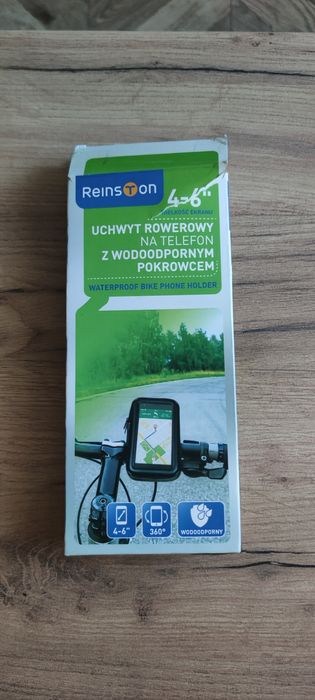 Reinston
4-6"
WIELKOŚĆ EKRANU
UCHWYT ROWEROWY
NA TELEFON
Z WODOODPORNYM
POKROWCEM
WATERPROOF BIKE PHONE HOLDER
4-6"
360°
WODOODPORNY